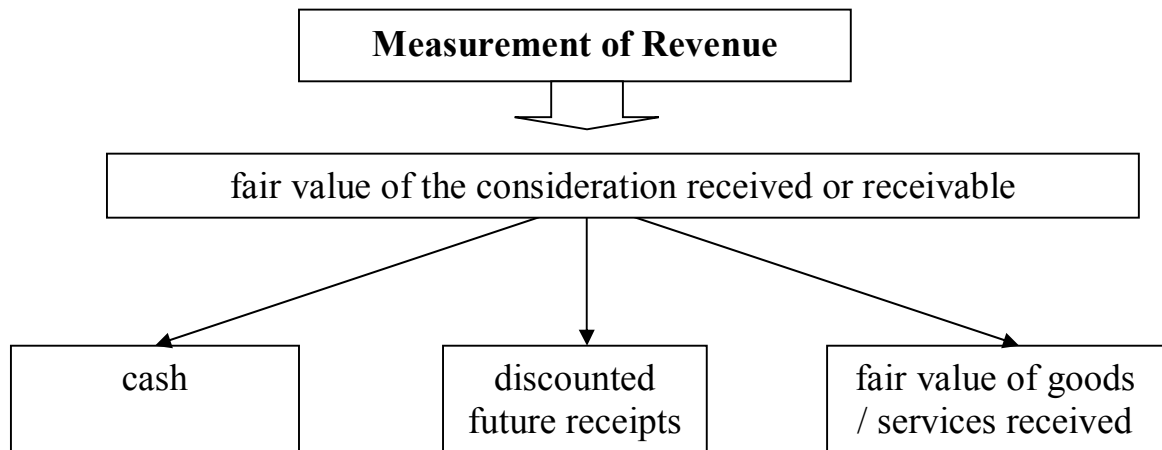 Measurement of Revenue
fair value of the consideration received or receivable
cash
discounted
future receipts
fair value of goods
/ services received